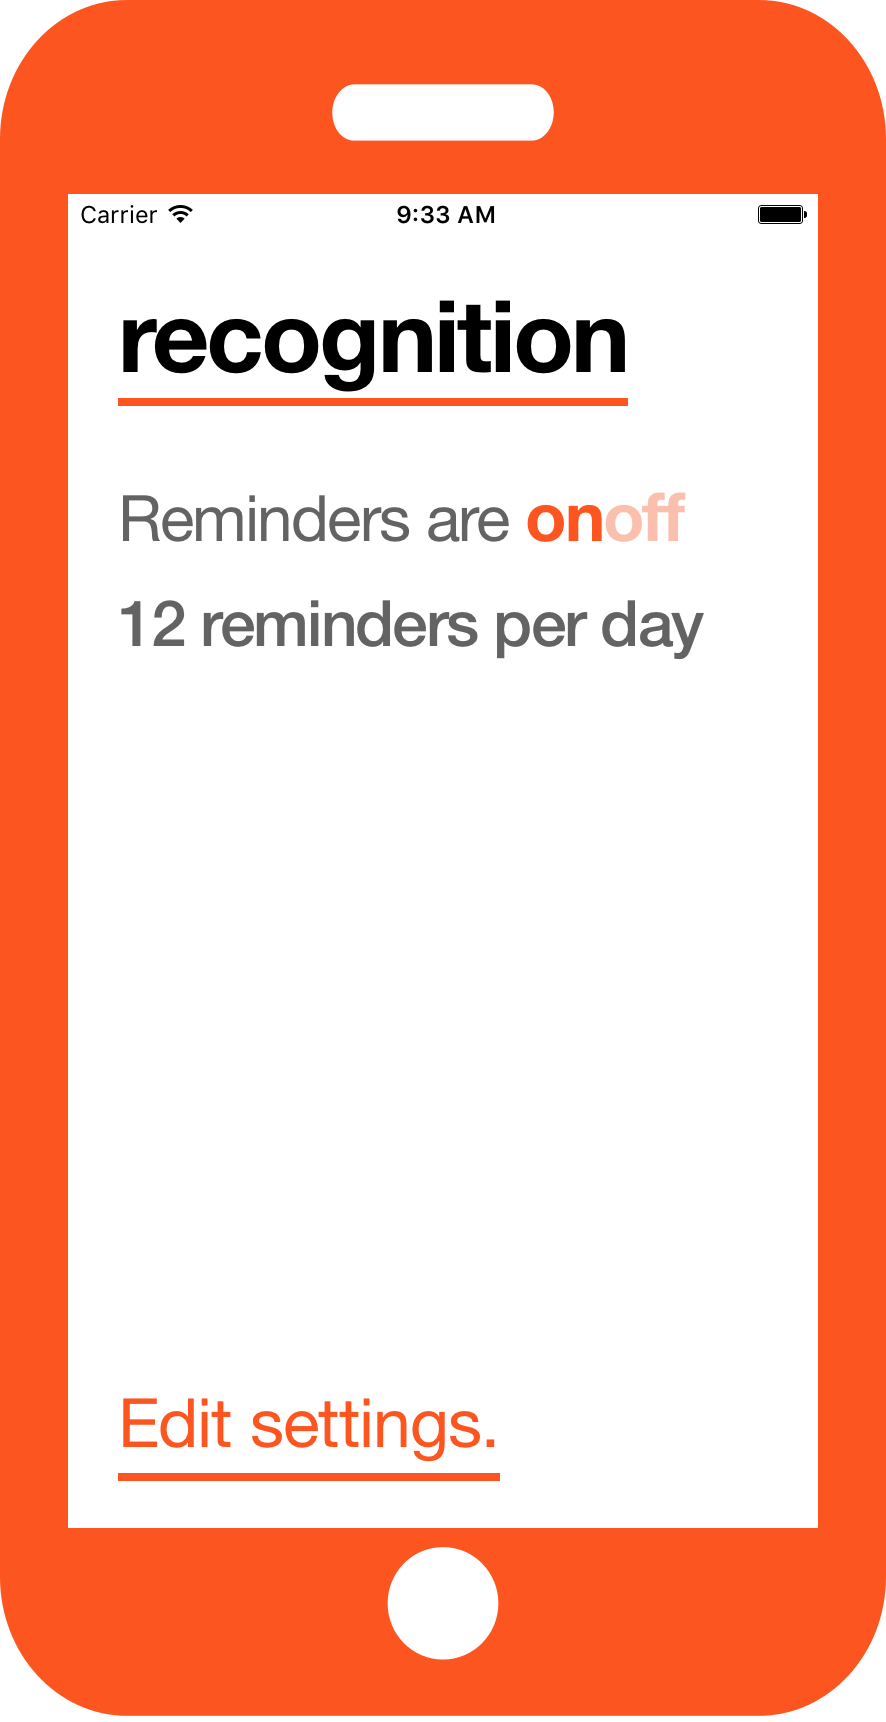 Carrier 9:33 AM
recognition
Reminders are onoff
12 reminders per day
Edit settings.